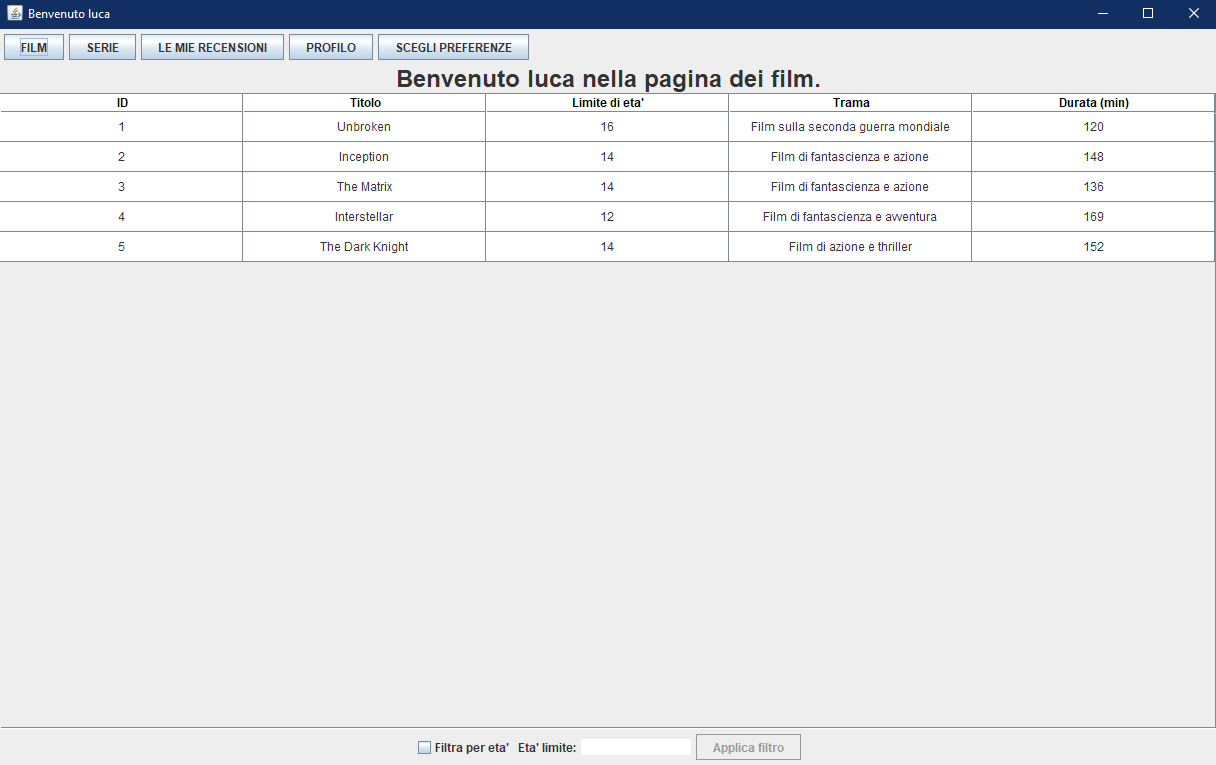 Benvenuto luca
FILM SERIE LE MIE RECENSIONI PROFILO SCEGLI PREFERENZE
Benvenuto luca nella pagina dei film.
ID Titolo Limite di eta' Trama Durata (min)
1 Unbroken 16 Film sulla seconda guerra mondiale 120
2 Inception 14 Film di fantascienza e azione 148
3 The Matrix 14 Film di fantascienza e azione 136
4 Interstellar 12 Film di fantascienza e avventura 169
5 The Dark Knight 14 Film di azione e thriller 152
Filtra per eta' Eta' limite: Applica filtro